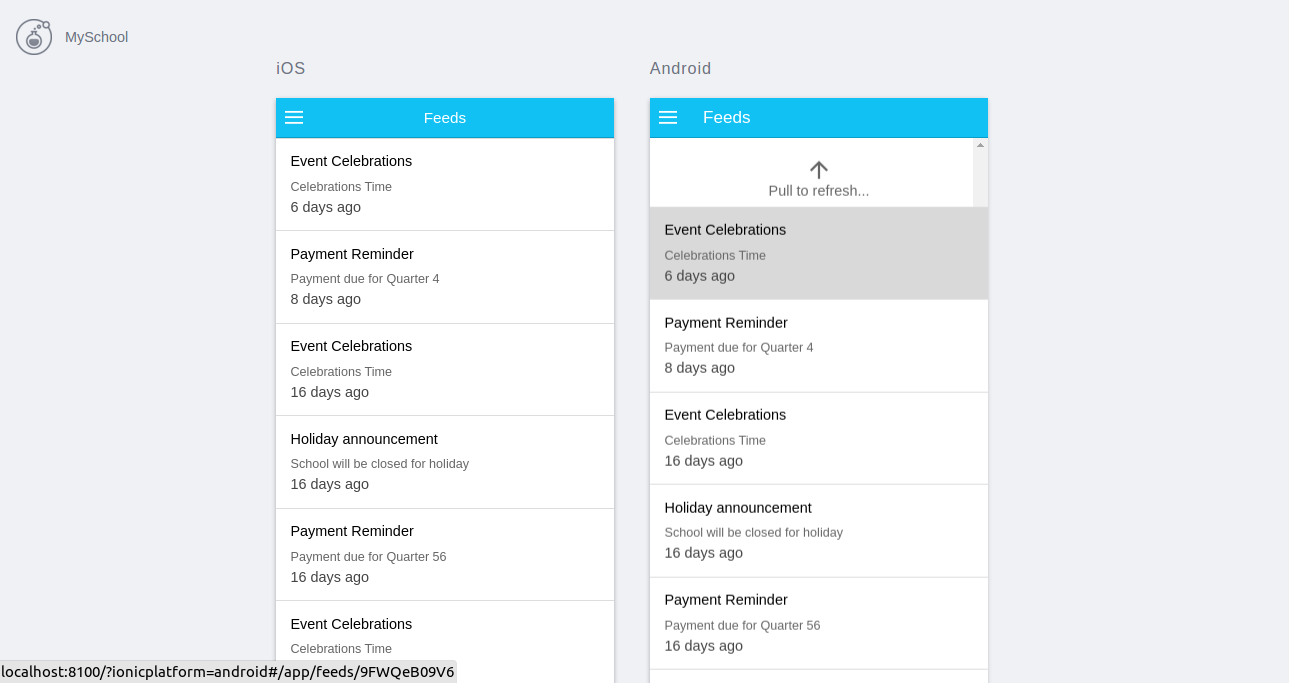 MySchool
iOS
Feeds
Event Celebrations
Celebrations Time
6 days ago
Payment Reminder
Payment due for Quarter 4
8 days ago
Event Celebrations
Celebrations Time
16 days ago
Holiday announcement
School will be closed for holiday
16 days ago
Payment Reminder
Payment due for Quarter 56
16 days ago
Event Celebrations
Celebrations Time
Android
Feeds
Pull to refresh...
Event Celebrations
Celebrations Time
6 days ago
Payment Reminder
Payment due for Quarter 4
8 days ago
Event Celebrations
Celebrations Time
16 days ago
Holiday announcement
School will be closed for holiday
16 days ago
Payment Reminder
Payment due for Quarter 56
16 days ago
localhost:8100/?ionicplatform=android#/app/feeds/9FWQeB09V6